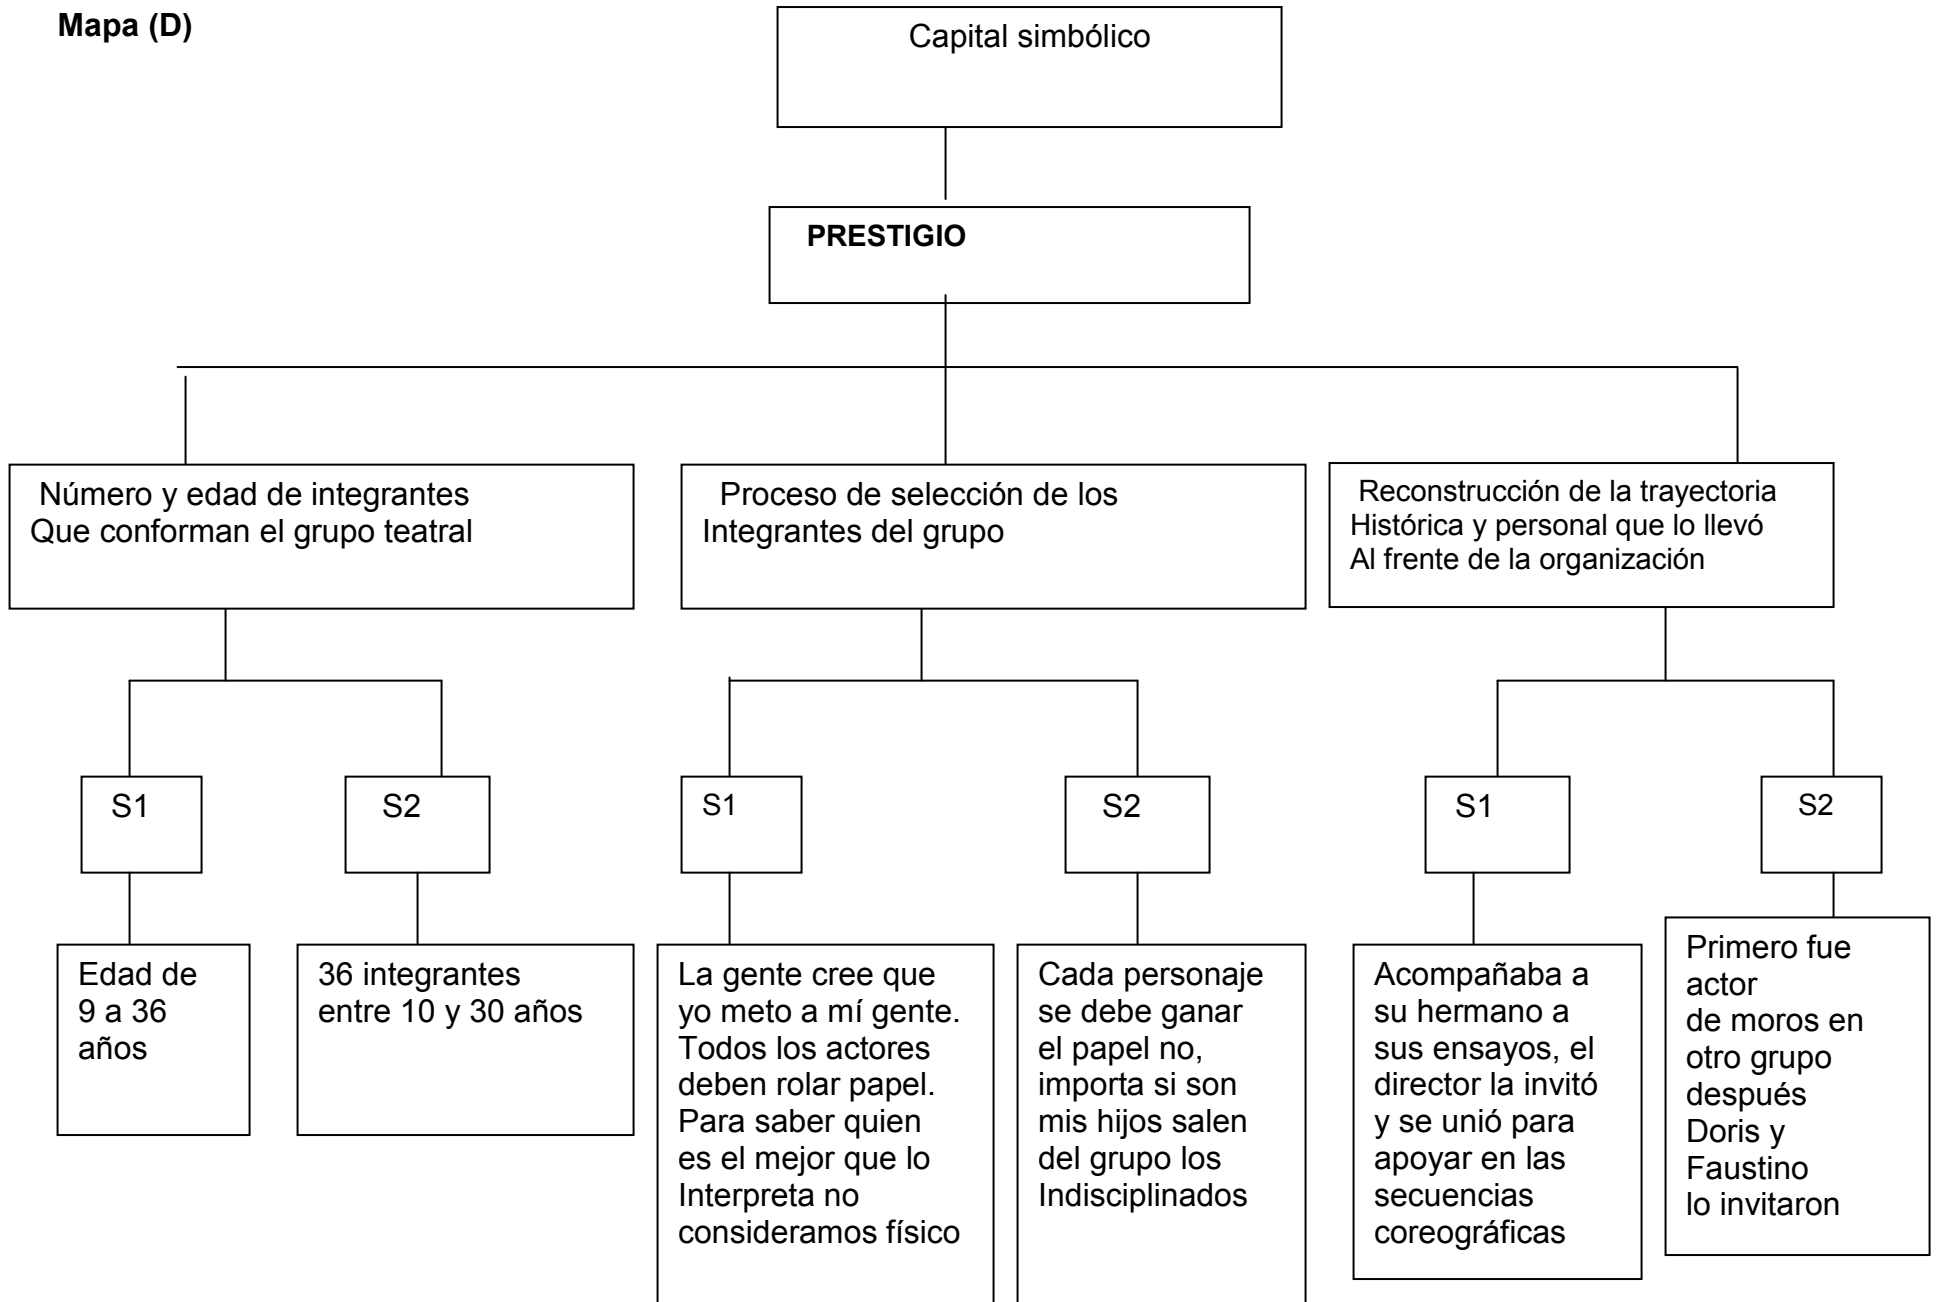 Mapa (D)
Capital simbólico
PRESTIGIO
Número y edad de integrantes
Que conforman el grupo teatral
Proceso de selección de los
Integrantes del grupo
Reconstrucción de la trayectoria
Histórica y personal que lo llevó
Al frente de la organización
S1
S2
S1
S2
S1
S2
Edad de
9 a 36
años
36 integrantes
entre 10 y 30 años
La gente cree que
yo meto a mí gente.
Todos los actores
deben rolar papel.
Para saber quien
es el mejor que lo
Interpreta no
consideramos físico
Cada personaje
se debe ganar
el papel no,
importa si son
mis hijos salen
del grupo los
Indisciplinados
Acompañaba a
su hermano a
sus ensayos, el
director la invitó
y se unió para
apoyar en las
secuencias
coreográficas
Primero fue
actor
de moros en
otro grupo
después
Doris y
Faustino
lo invitaron